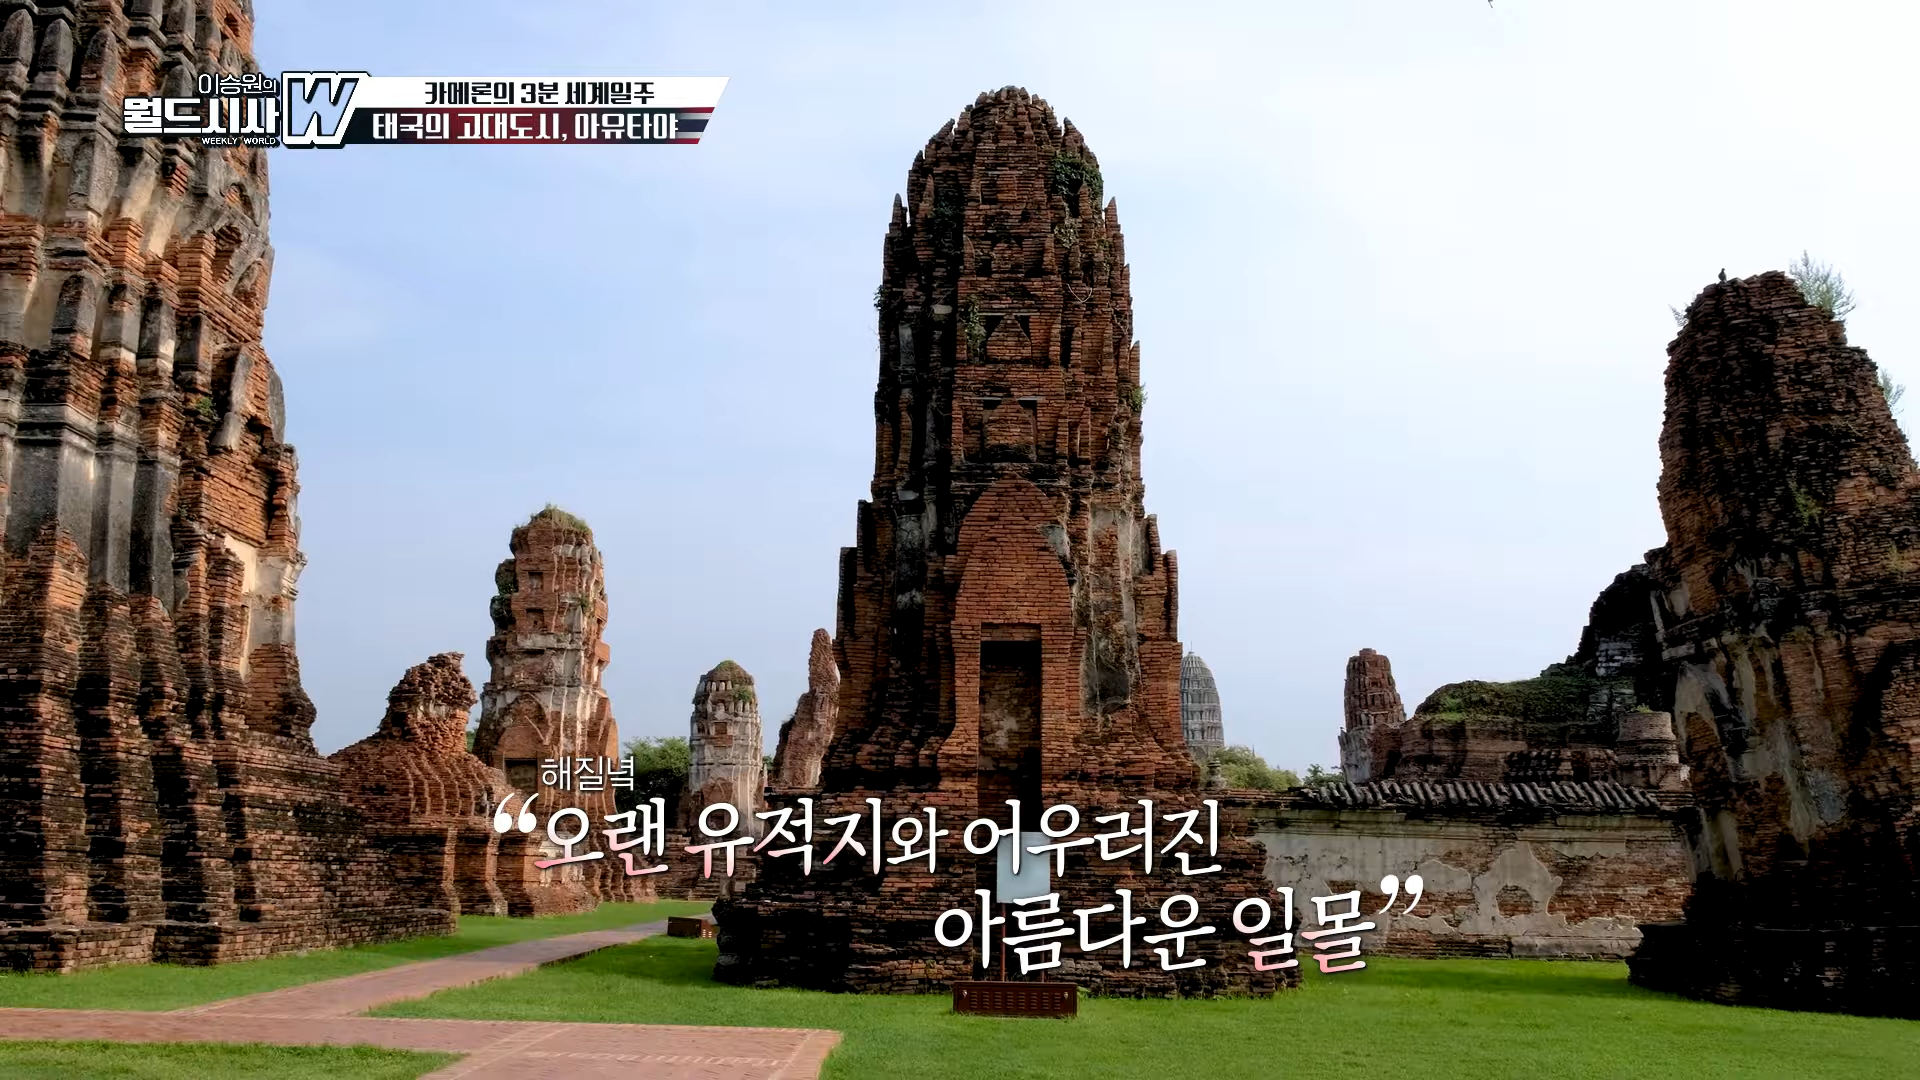 이승원의
월드시사
WEEKLY WORLD
W
카메론의 3분 세계일주
태국의 고대도시, 아유타야
해질녘
“오랜 유적지와 어우러진
아름다운 일몰”